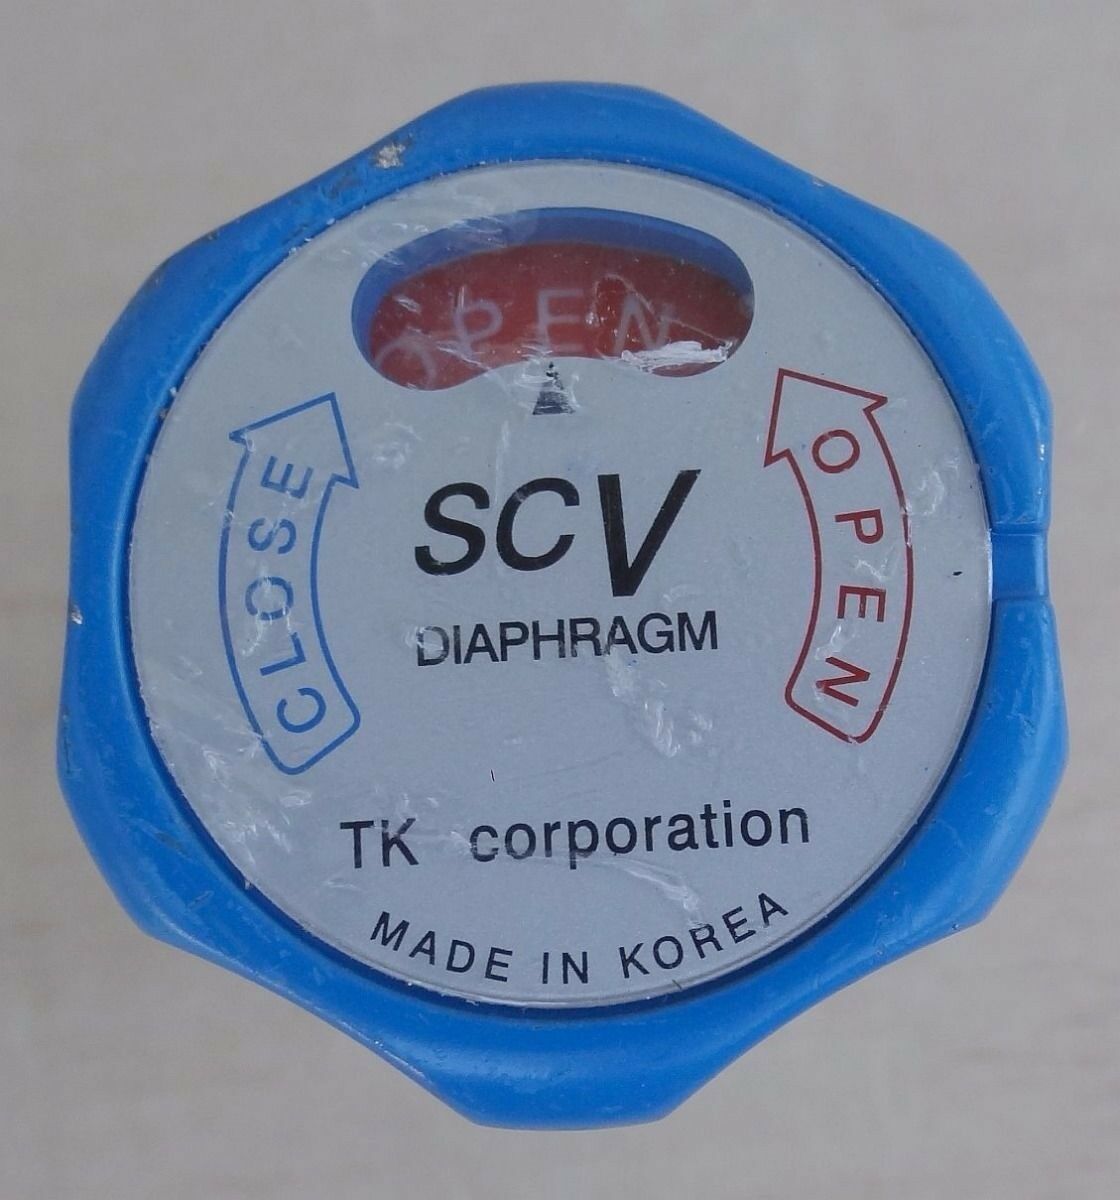 OPEN
CLOSE
OPEN
SCV
DIAPHRAGM
TK corporation
MADE IN KOREA